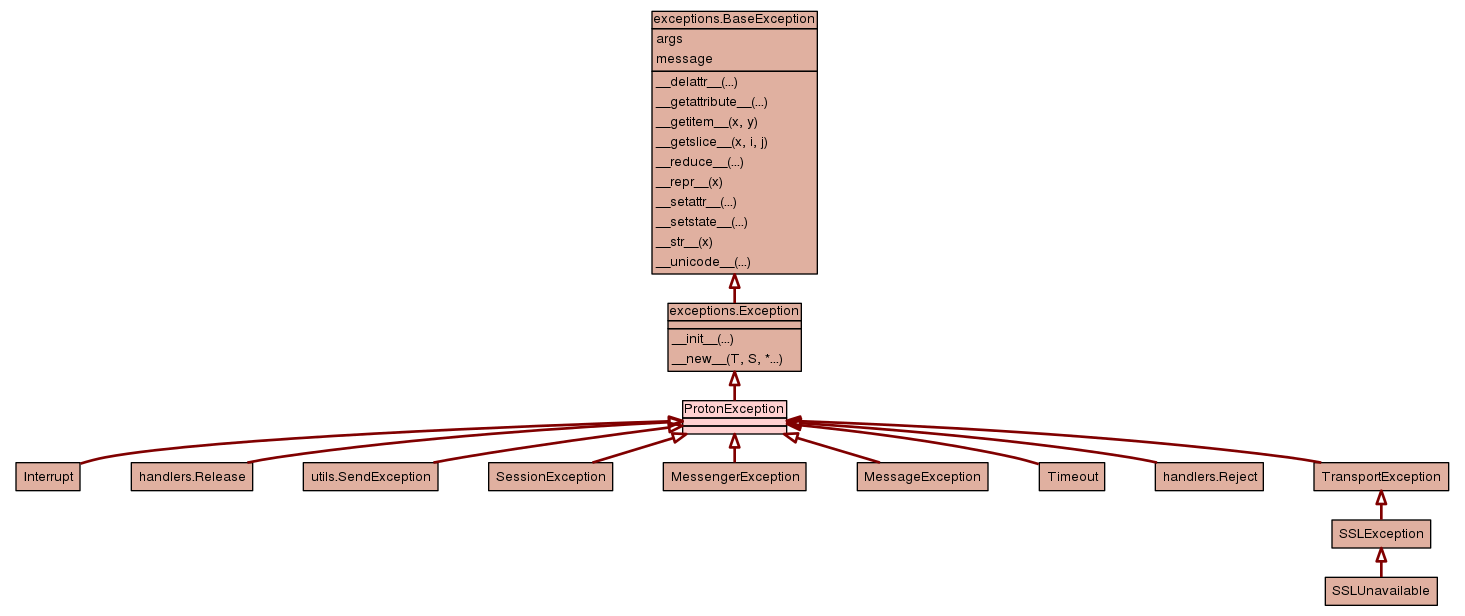 exceptions.BaseException
args
message
__delattr__(...)
__getattribute__(...)
__getitem__(x, y)
__getslice__(x, i, j)
__reduce__(...)
__repr__(x)
__setattr__(...)
__setstate__(...)
__str__(x)
__unicode__(...)
exceptions.Exception
__init__(...)
__new__(T, S, *...)
ProtonException
Interrupt
handlers.Release
utils.SendException
SessionException
MessengerException
MessageException
Timeout
handlers.Reject
TransportException
SSLException
SSLUnavailable